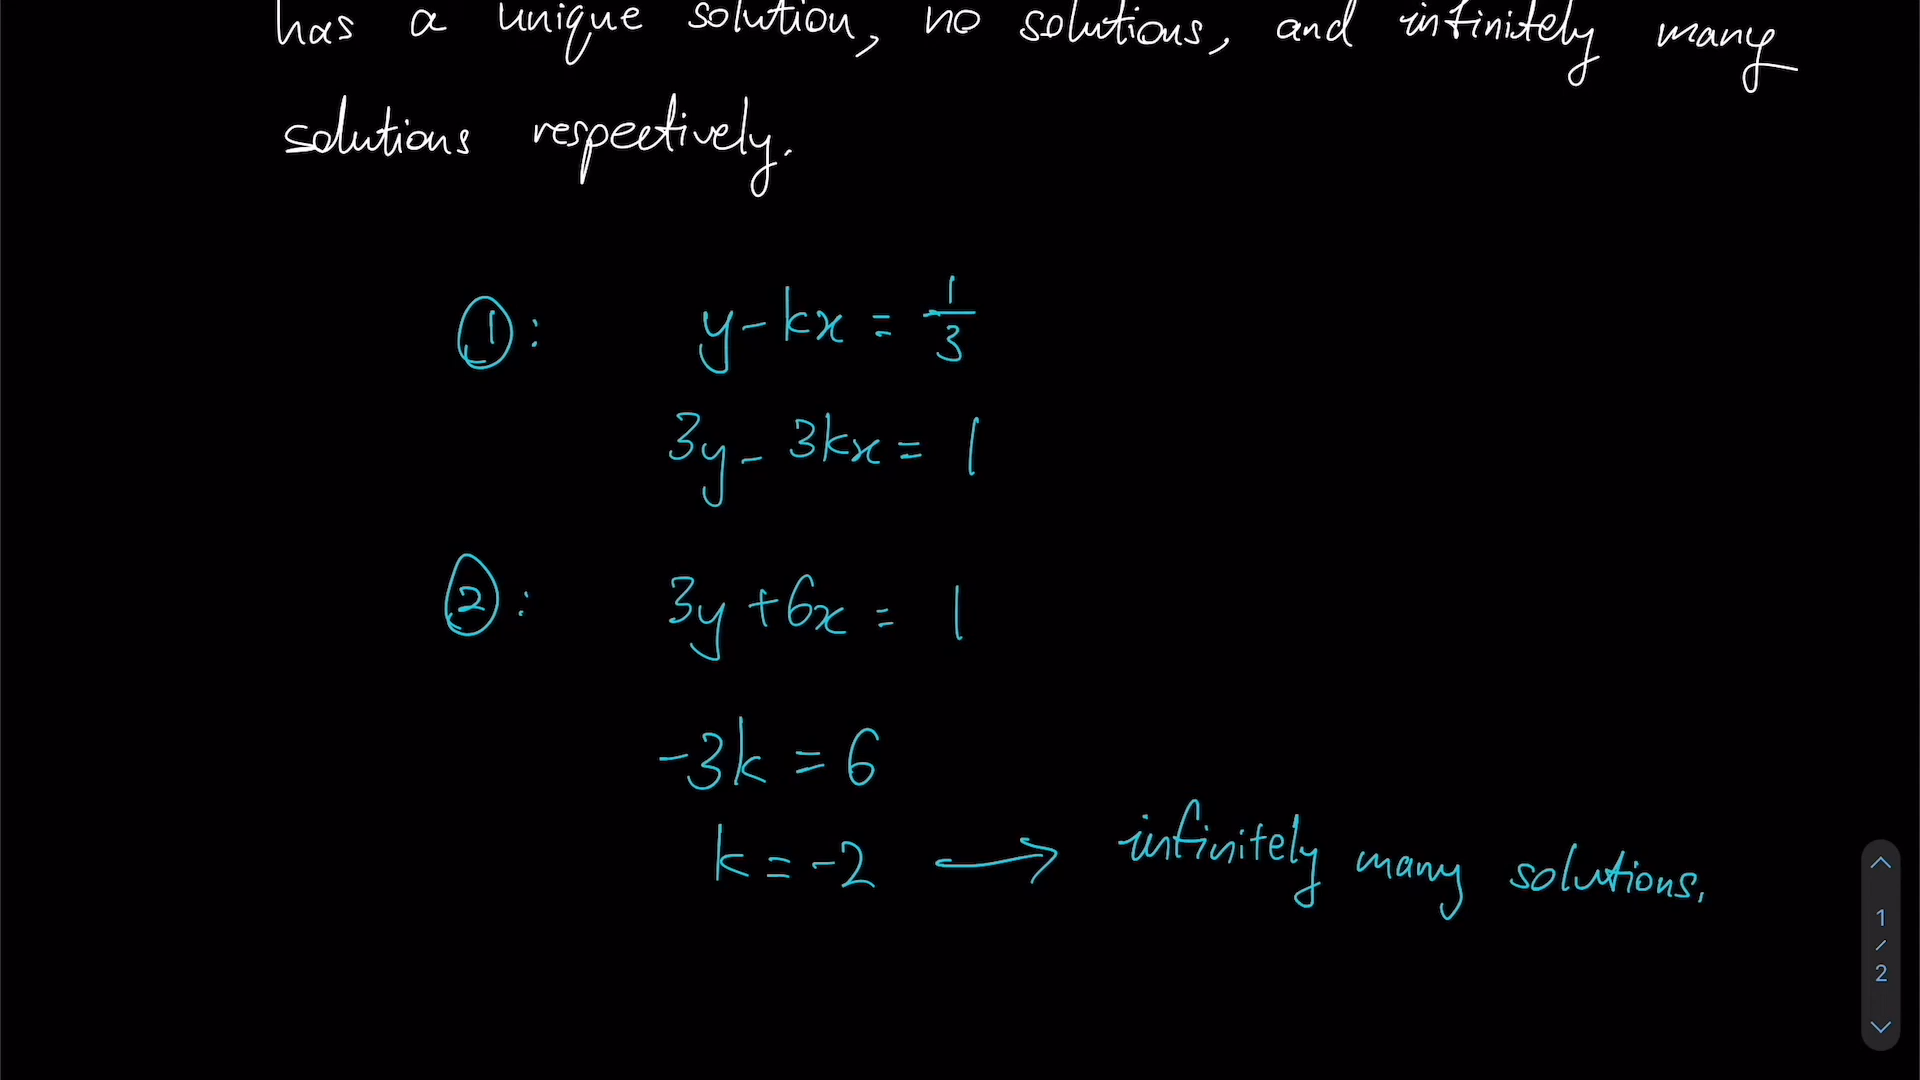 has a unique solution, no solutions, and infinitely many
solutions respectively.
①: y - kx = 1/3
3y - 3kx = 1
②: 3y + 6x = 1
-3k = 6
k = -2 → infinitely many solutions.
1
/
2